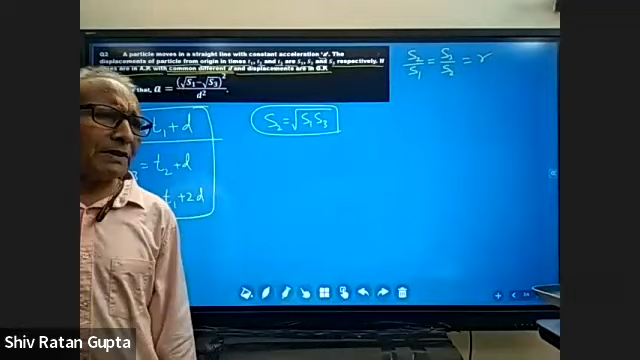 Q2 A particle moves in a straight line with constant acceleration 'a'. The
displacements of particle from origin in times t₁, t₂ and t₃ are s₁, s₂ and s₃ respectively. If
times are in A.P. with common different d and displacements are in G.P.
that, a = (√S₁ – √S₃)² / d².
S₂/S₁ = S₃/S₂ = r
t₁ + d
S₂ = √S₁S₃
= t₂ + d
t₁ + 2d
Shiv Ratan Gupta